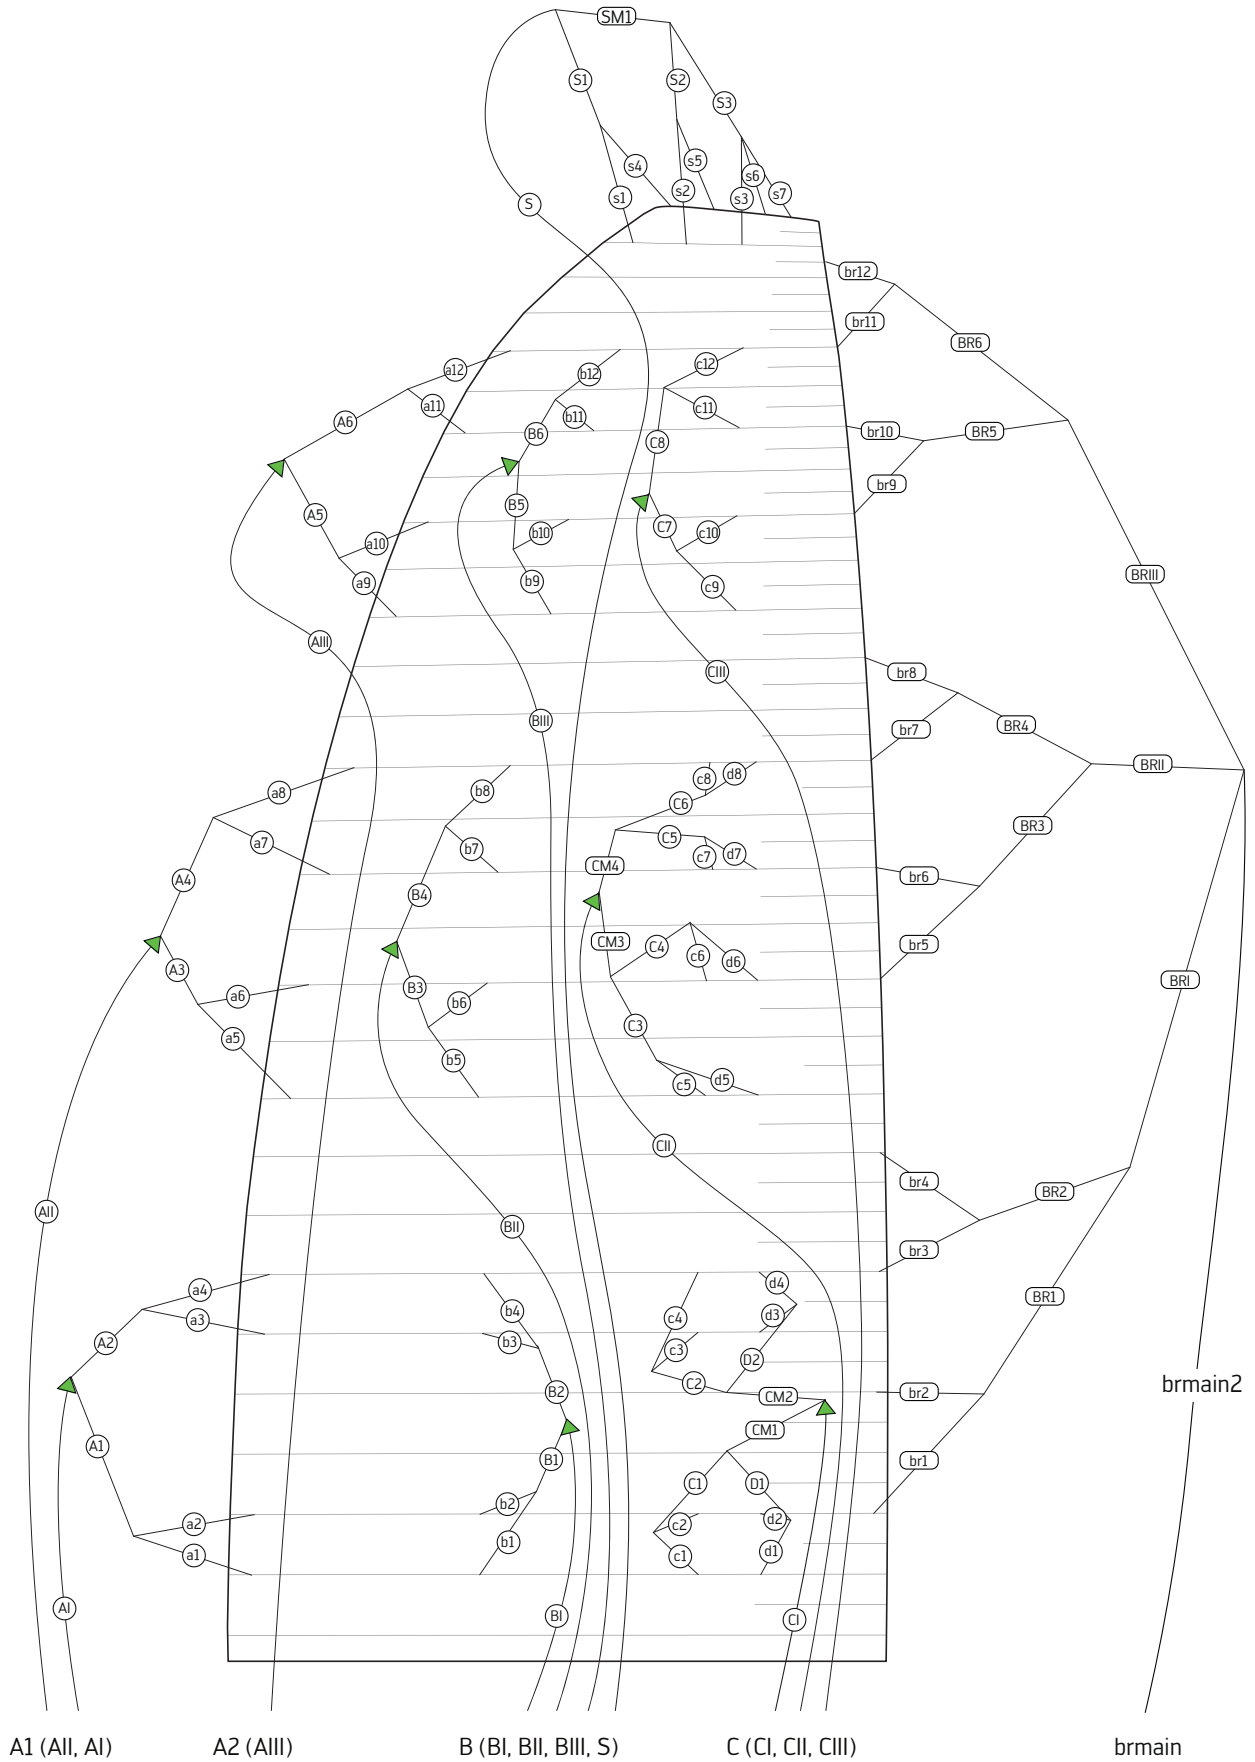 SM1
S1
S2
S3
s4
s5
s6
s7
s1
s2
s3
S
br12
br11
BR6
a12
b12
c12
a11
b11
c11
A6
B6
C8
br10
BR5
br9
A5
B5
C7
a10
b10
c10
a9
b9
c9
BRIII
AIII
CIII
br8
BIII
br7
BR4
BRII
a8
b8
c8
d8
C6
BR3
a7
b7
C5
c7
d7
CM4
A4
B4
br6
CM3
C4
c6
d6
br5
A3
B3
BRI
a6
b6
a5
C3
b5
c5
d5
CII
br4
BR2
AII
BII
br3
a4
d4
BR1
a3
b4
c4
d3
A2
b3
c3
D2
C2
B2
CM2
br2
brmain2
CM1
A1
B1
br1
C1
D1
a2
b2
c2
d2
a1
b1
c1
d1
AI
BI
CI
A1 (AII, AI)
A2 (AIII)
B (BI, BII, BIII, S)
C (CI, CII, CIII)
brmain